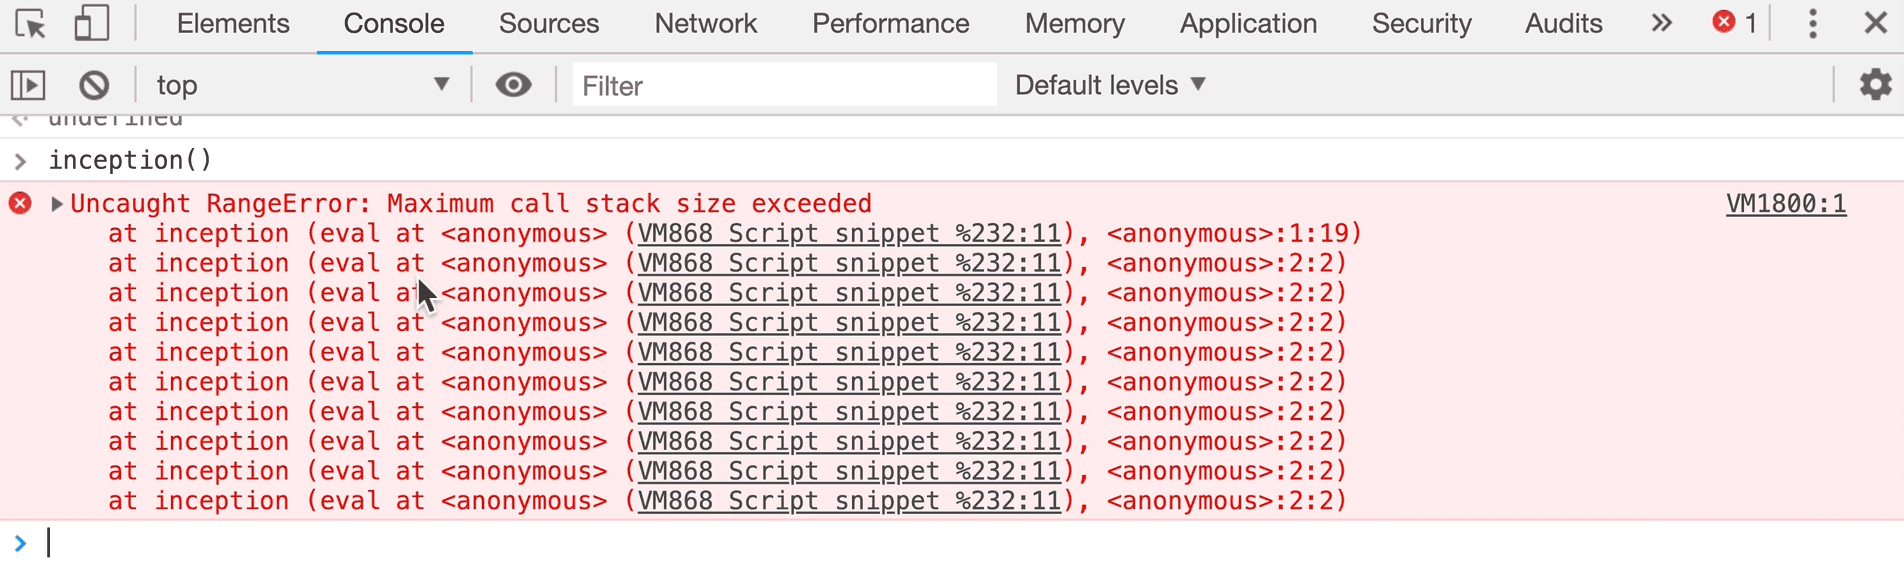 Elements Console Sources Network Performance Memory Application Security Audits » 1
top ▼ Filter Default levels ▼
undefined
> inception()
Uncaught RangeError: Maximum call stack size exceeded VM1800:1
at inception (eval at <anonymous> (VM868 Script snippet %232:11), <anonymous>:1:19)
at inception (eval at <anonymous> (VM868 Script snippet %232:11), <anonymous>:2:2)
at inception (eval at <anonymous> (VM868 Script snippet %232:11), <anonymous>:2:2)
at inception (eval at <anonymous> (VM868 Script snippet %232:11), <anonymous>:2:2)
at inception (eval at <anonymous> (VM868 Script snippet %232:11), <anonymous>:2:2)
at inception (eval at <anonymous> (VM868 Script snippet %232:11), <anonymous>:2:2)
at inception (eval at <anonymous> (VM868 Script snippet %232:11), <anonymous>:2:2)
at inception (eval at <anonymous> (VM868 Script snippet %232:11), <anonymous>:2:2)
at inception (eval at <anonymous> (VM868 Script snippet %232:11), <anonymous>:2:2)
at inception (eval at <anonymous> (VM868 Script snippet %232:11), <anonymous>:2:2)
>